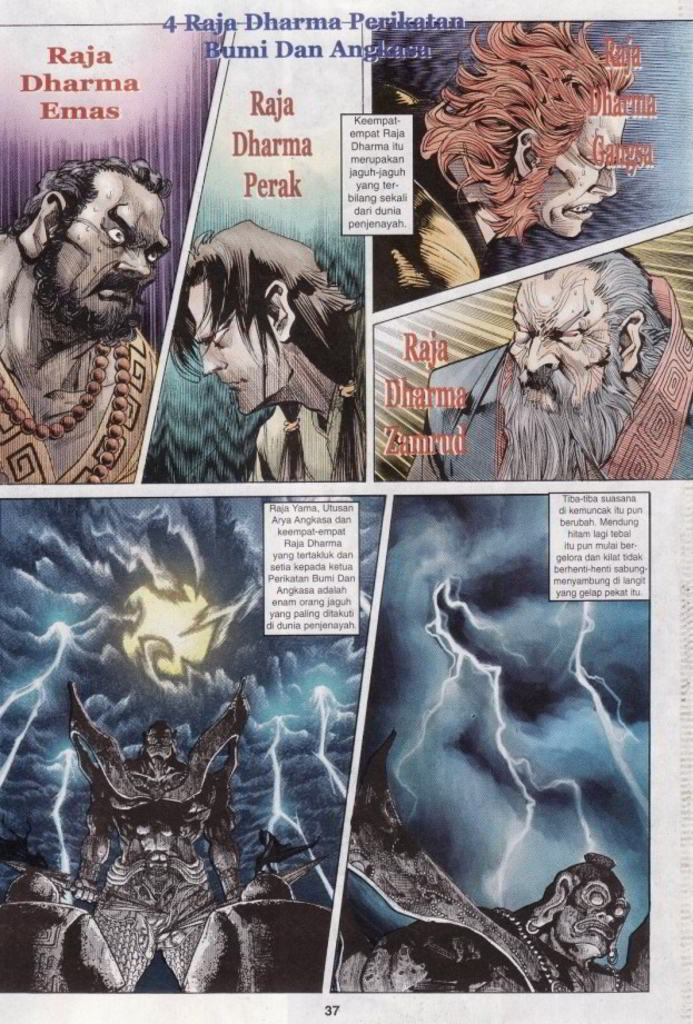 4 Raja Dharma Perikatan
Bumi Dan Angkasa
Raja
Dharma
Emas
Raja
Dharma
Perak
Keempat-
empat Raja
Dharma itu
merupakan
jaguh-jaguh
yang ter-
bilang sekali
dari dunia
penjenayah.
Raja
Dharma
Gangsa
Raja
Dharma
Zamrud
Raja Yama, Utusan
Arya Angkasa dan
keempat-empat
Raja Dharma
yang tertakluk dan
setia kepada ketua
Perikatan Bumi Dan
Angkasa adalah
enam orang jaguh
yang paling ditakuti
di dunia penjenayah.
Tiba-tiba suasana
di kemuncak itu pun
berubah. Mendung
hitam lagi tebal
itu pun mulai ber-
gelora dan kilat tidak
berhenti-henti sabung-
menyambung di langit
yang gelap pekat itu.
37